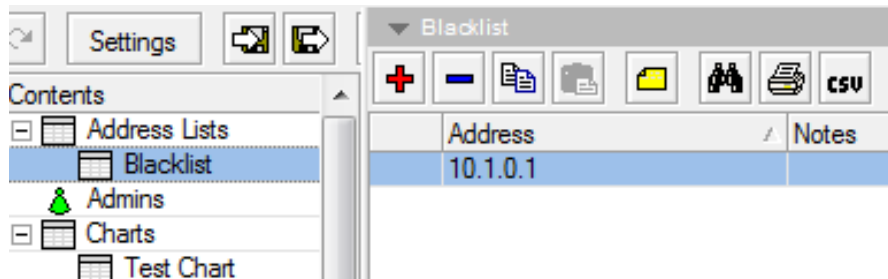 Settings
Contents
Address Lists
Blacklist
Admins
Charts
Test Chart
Blacklist
csv
Address Notes
10.1.0.1